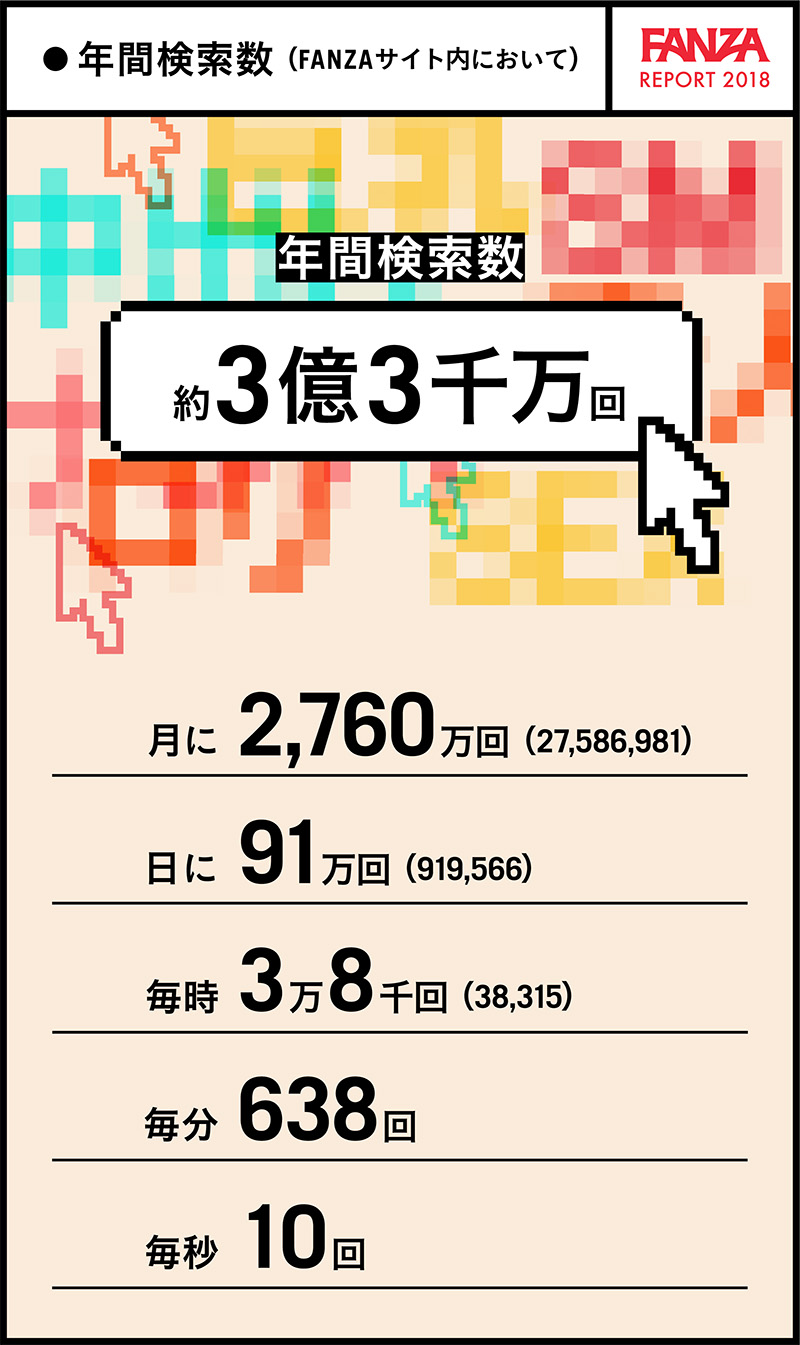 ● 年間検索数（FANZAサイト内において）
FANZA
REPORT 2018
年間検索数
約3億3千万回
月に 2,760万回（27,586,981）
日に 91万回（919,566）
毎時 3万8千回（38,315）
毎分 638回
毎秒 10回